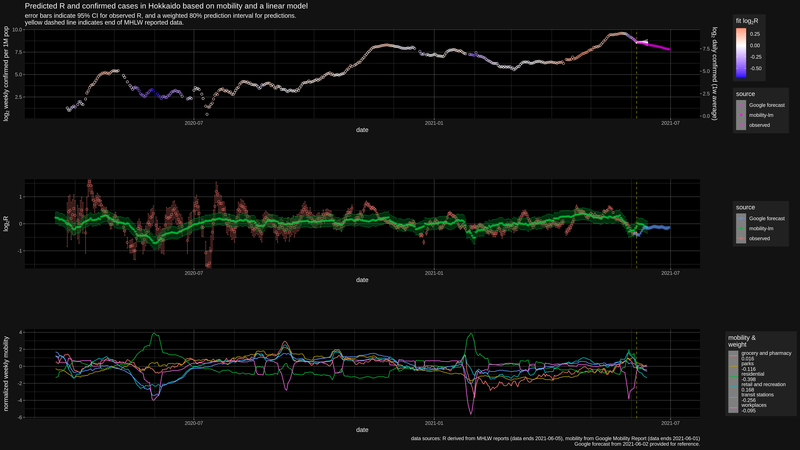 Predicted R and confirmed cases in Hokkaido based on mobility and a linear model
error bars indicate 95% CI for observed R, and a weighted 80% prediction interval for predictions.
yellow dashed line indicates end of MHLW reported data.
log₂ weekly confirmed per 1M pop
10.0
7.5
5.0
2.5
2020-07
2021-01
2021-07
date
log₂ daily confirmed (1w average)
−7.5
−5.0
−2.5
−0.0
fit log₂R
0.25
0.00
−0.25
−0.50
source
Google forecast
mobility-lm
observed
log₂R
1
0
−1
2020-07
2021-01
2021-07
date
source
Google forecast
mobility-lm
observed
normalized weekly mobility
4
2
0
−2
−4
−6
2020-07
2021-01
2021-07
date
mobility &
weight
grocery and pharmacy
0.016
parks
−0.116
residential
−0.398
retail and recreation
0.168
transit stations
−0.256
workplaces
−0.095
data sources: R derived from MHLW reports (data ends 2021-06-05), mobility from Google Mobility Report (data ends 2021-06-01)
Google forecast from 2021-06-02 provided for reference.